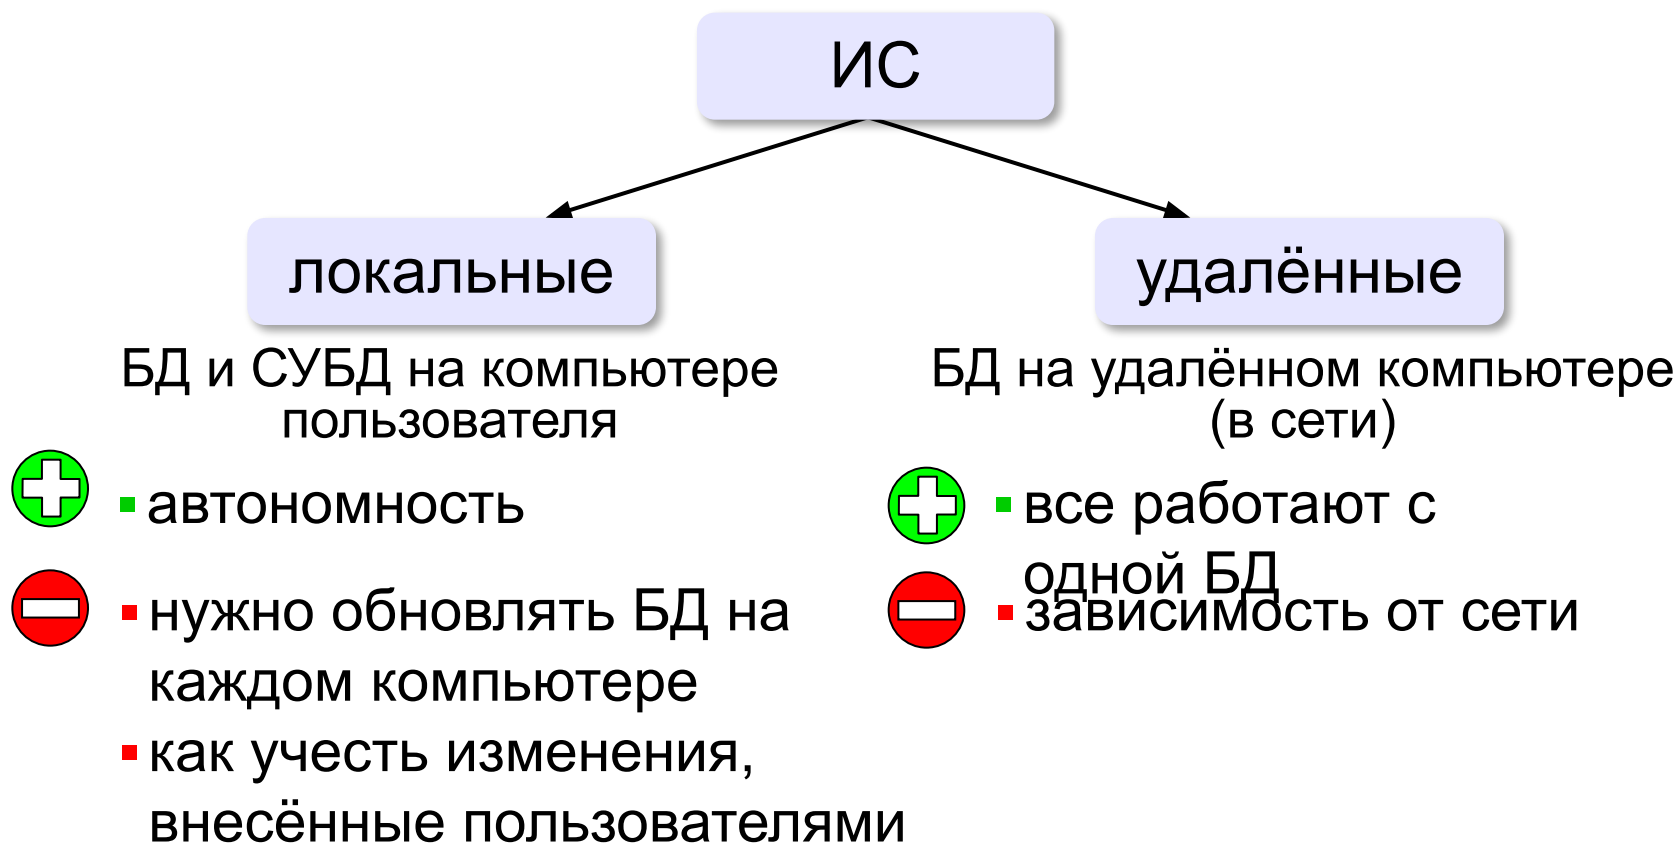 ИС
локальные
удалённые
БД и СУБД на компьютере
пользователя
автономность
нужно обновлять БД на
каждом компьютере
как учесть изменения,
внесённые пользователями
БД на удалённом компьютере
(в сети)
все работают с
одной БД
зависимость от сети